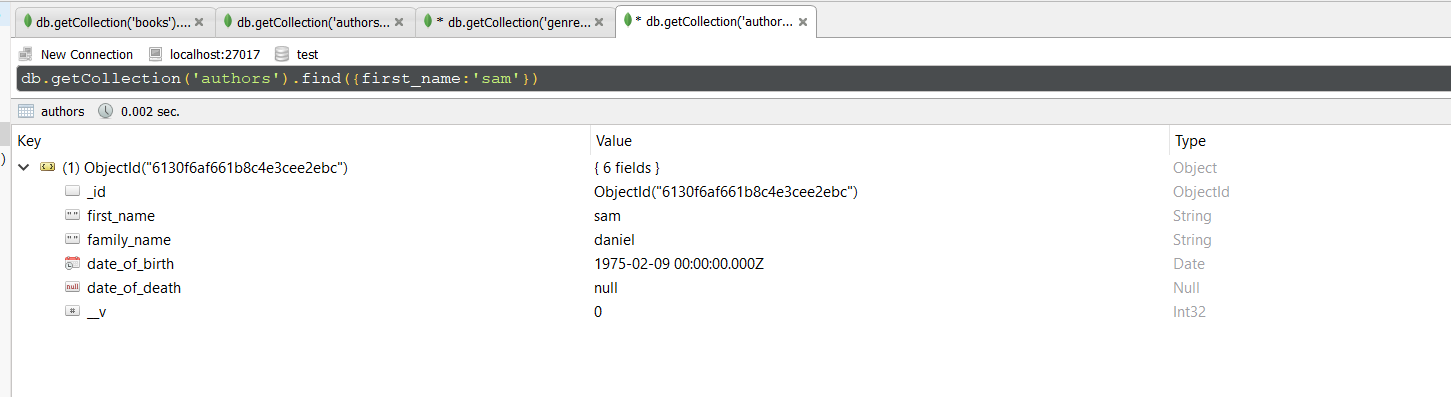 db.getCollection('books').... db.getCollection('authors... * db.getCollection('genre... * db.getCollection('author...
New Connection localhost:27017 test
db.getCollection('authors').find({first_name:'sam'})
authors 0.002 sec.
)
Key Value Type
(1) ObjectId("6130f6af661b8c4e3cee2ebc") { 6 fields } Object
_id ObjectId("6130f6af661b8c4e3cee2ebc") ObjectId
first_name sam String
family_name daniel String
date_of_birth 1975-02-09 00:00:00.000Z Date
date_of_death null Null
__v 0 Int32